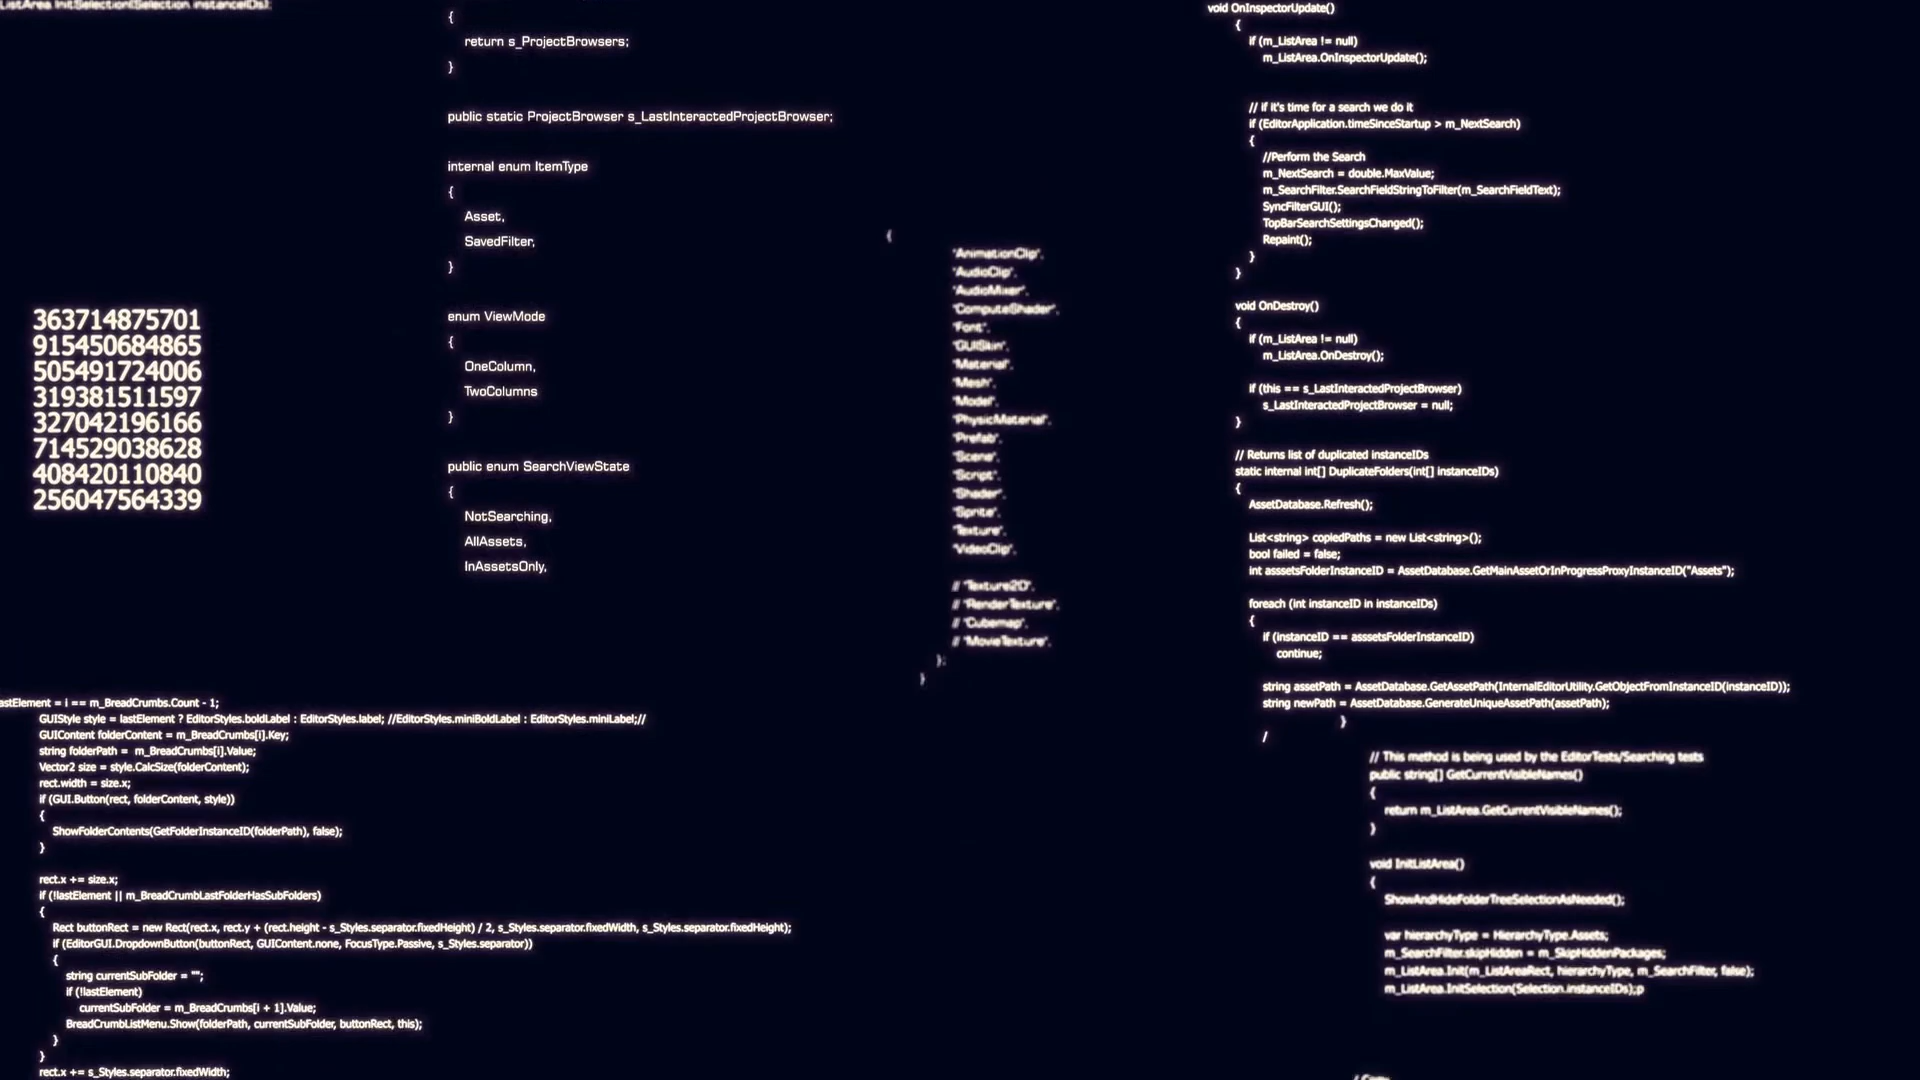 ListArea.InitSelection(Selection.instanceIDs);
{
return s_ProjectBrowsers;
}
public static ProjectBrowser s_LastInteractedProjectBrowser;
internal enum ItemType
{
Asset,
SavedFilter,
}
enum ViewMode
{
OneColumn,
TwoColumns
}
public enum SearchViewState
{
NotSearching,
AllAssets,
InAssetsOnly,
363714875701
915450684865
505491724006
319381511597
327042196166
714529038628
408420110840
256047564339
astElement = i == m_BreadCrumbs.Count - 1;
GUIStyle style = lastElement ? EditorStyles.boldLabel : EditorStyles.label; //EditorStyles.miniBoldLabel : EditorStyles.miniLabel;//
GUIContent folderContent = m_BreadCrumbs[i].Key;
string folderPath = m_BreadCrumbs[i].Value;
Vector2 size = style.CalcSize(folderContent);
rect.width = size.x;
if (GUI.Button(rect, folderContent, style))
{
ShowFolderContents(GetFolderInstanceID(folderPath), false);
}
rect.x += size.x;
if (!lastElement || m_BreadCrumbLastFolderHasSubFolders)
{
Rect buttonRect = new Rect(rect.x, rect.y + (rect.height - s_Styles.separator.fixedHeight) / 2, s_Styles.separator.fixedWidth, s_Styles.separator.fixedHeight);
if (EditorGUI.DropdownButton(buttonRect, GUIContent.none, FocusType.Passive, s_Styles.separator))
{
string currentSubFolder = "";
if (!lastElement)
currentSubFolder = m_BreadCrumbs[i + 1].Value;
BreadCrumbListMenu.Show(folderPath, currentSubFolder, buttonRect, this);
}
}
rect.x += s_Styles.separator.fixedWidth;
{
"AnimationClip",
"AudioClip",
"AudioMixer",
"ComputeShader",
"Font",
"GUISkin",
"Material",
"Mesh",
"Model",
"PhysicMaterial",
"Prefab",
"Scene",
"Script",
"Shader",
"Sprite",
"Texture",
"VideoClip",
// "Texture2D",
// "RenderTexture",
// "Cubemap",
// "MovieTexture",
};
}
void OnInspectorUpdate()
{
if (m_ListArea != null)
m_ListArea.OnInspectorUpdate();
// if it's time for a search we do it
if (EditorApplication.timeSinceStartup > m_NextSearch)
{
//Perform the Search
m_NextSearch = double.MaxValue;
m_SearchFilter.SearchFieldStringToFilter(m_SearchFieldText);
SyncFilterGUI();
TopBarSearchSettingsChanged();
Repaint();
}
}
void OnDestroy()
{
if (m_ListArea != null)
m_ListArea.OnDestroy();
if (this == s_LastInteractedProjectBrowser)
s_LastInteractedProjectBrowser = null;
}
// Returns list of duplicated instanceIDs
static internal int[] DuplicateFolders(int[] instanceIDs)
{
AssetDatabase.Refresh();
List<string> copiedPaths = new List<string>();
bool failed = false;
int asssetsFolderInstanceID = AssetDatabase.GetMainAssetOrInProgressProxyInstanceID("Assets");
foreach (int instanceID in instanceIDs)
{
if (instanceID == asssetsFolderInstanceID)
continue;
string assetPath = AssetDatabase.GetAssetPath(InternalEditorUtility.GetObjectFromInstanceID(instanceID));
string newPath = AssetDatabase.GenerateUniqueAssetPath(assetPath);
}
/
// This method is being used by the EditorTests/Searching tests
public string[] GetCurrentVisibleNames()
{
return m_ListArea.GetCurrentVisibleNames();
}
void InitListArea()
{
ShowAndHideFolderTreeSelectionAsNeeded();
var hierarchyType = HierarchyType.Assets;
m_SearchFilter.skipHidden = m_SkipHiddenPackages;
m_ListArea.Init(m_ListAreaRect, hierarchyType, m_SearchFilter, false);
m_ListArea.InitSelection(Selection.instanceIDs);p